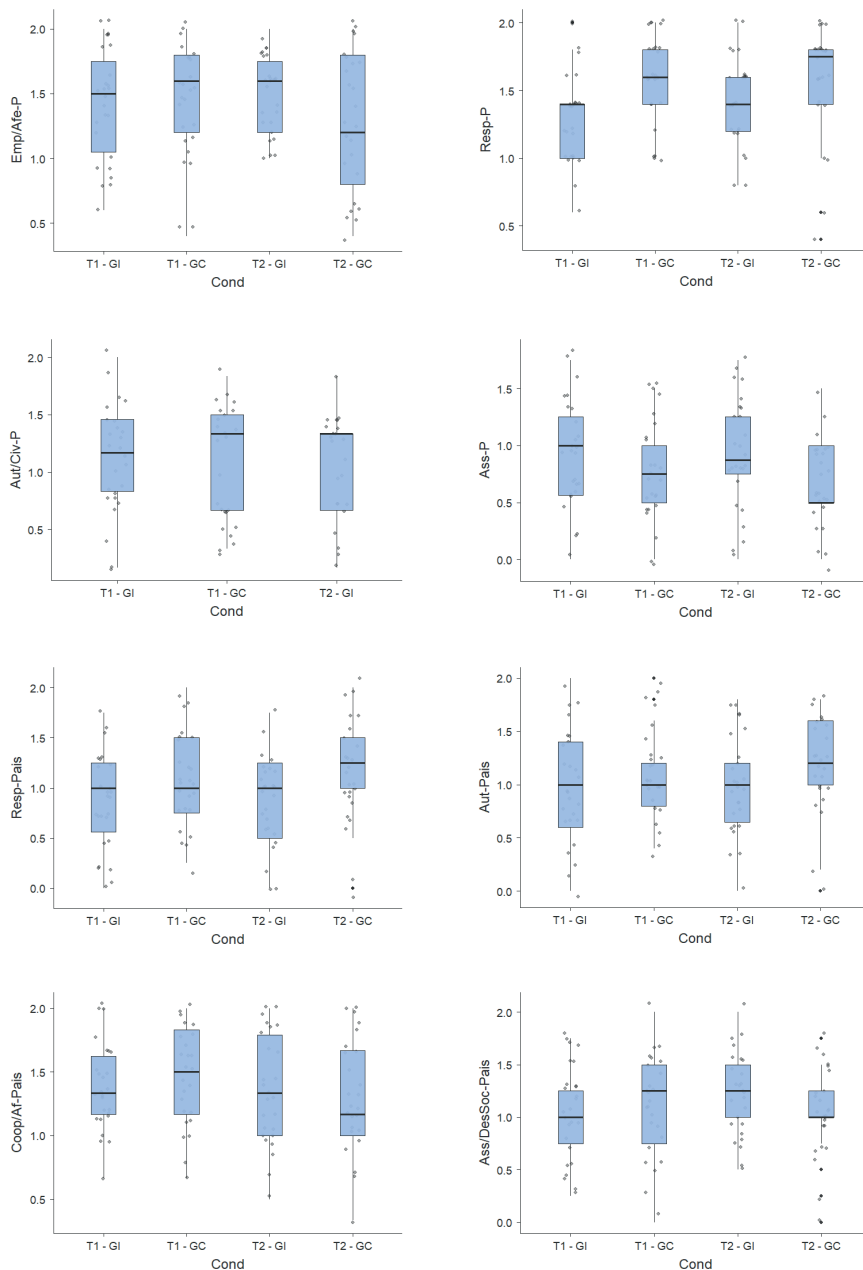 Emp/Afe-P
2.0
1.5
1.0
0.5
T1 - GI T1 - GC T2 - GI T2 - GC
Cond
Resp-P
2.0
1.5
1.0
0.5
T1 - GI T1 - GC T2 - GI T2 - GC
Cond
Aut/Civ-P
2.0
1.5
1.0
0.5
T1 - GI T1 - GC T2 - GI
Cond
Ass-P
1.5
1.0
0.5
0.0
T1 - GI T1 - GC T2 - GI T2 - GC
Cond
Resp-Pais
2.0
1.5
1.0
0.5
0.0
T1 - GI T1 - GC T2 - GI T2 - GC
Cond
Aut-Pais
2.0
1.5
1.0
0.5
0.0
T1 - GI T1 - GC T2 - GI T2 - GC
Cond
Coop/Af-Pais
2.0
1.5
1.0
0.5
T1 - GI T1 - GC T2 - GI T2 - GC
Cond
Ass/DesSoc-Pais
2.0
1.5
1.0
0.5
0.0
T1 - GI T1 - GC T2 - GI T2 - GC
Cond